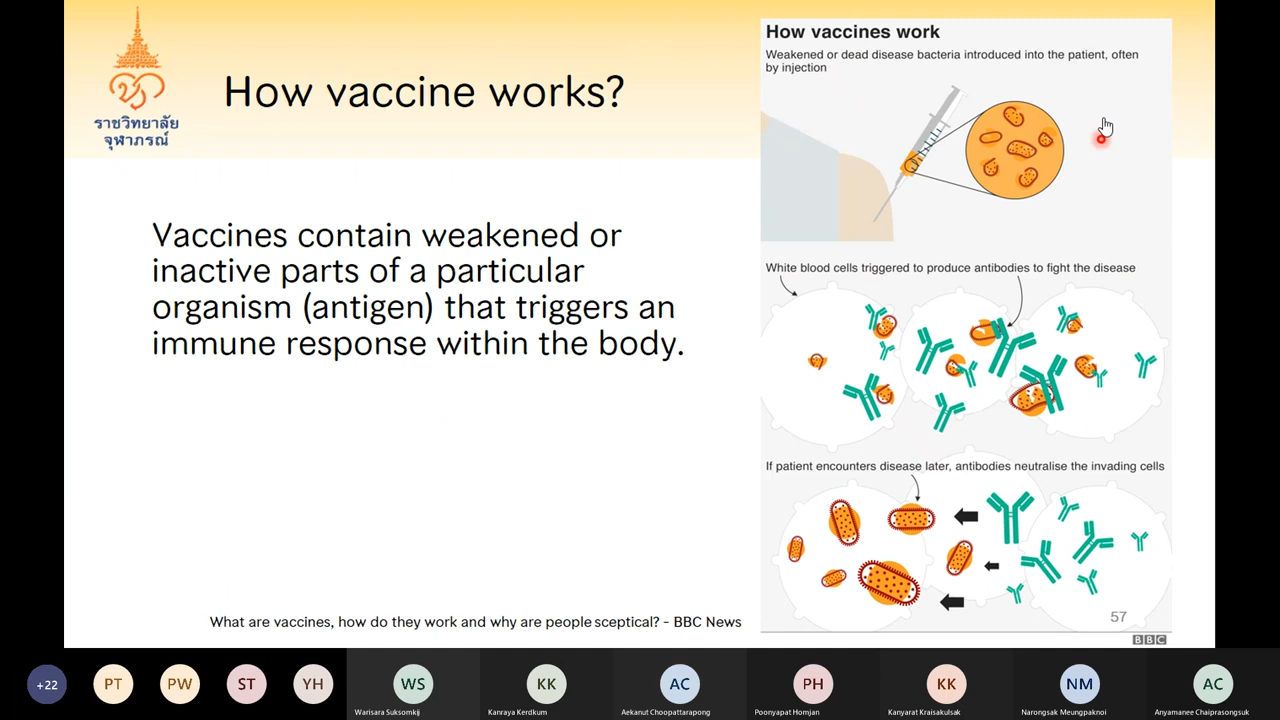 ราชวิทยาลัย
จุฬาภรณ์
How vaccine works?
Vaccines contain weakened or
inactive parts of a particular
organism (antigen) that triggers an
immune response within the body.
What are vaccines, how do they work and why are people sceptical? - BBC News
How vaccines work
Weakened or dead disease bacteria introduced into the patient, often
by injection
White blood cells triggered to produce antibodies to fight the disease
If patient encounters disease later, antibodies neutralise the invading cells
57
BBC
+22
PT
PW
ST
YH
WS
KK
AC
PH
KK
NM
AC
Warisara Suksomkij
Kanraya Kerdkum
Aekanut Choopattarapong
Poonyapat Homjan
Kanyarat Kraisakulsak
Narongsak Meungpaknoi
Anyamanee Chaiprasongsuk